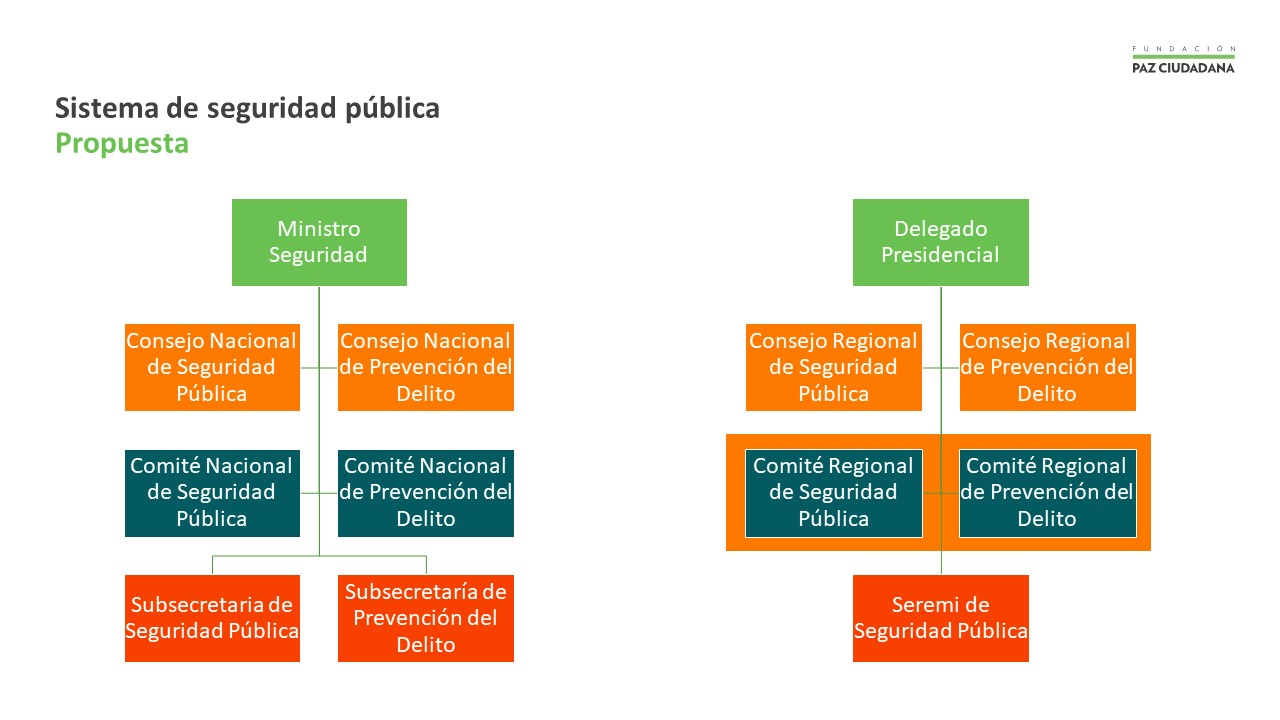 FUNDACIÓN
PAZ CIUDADANA
Sistema de seguridad pública
Propuesta
Ministro
Seguridad
Consejo Nacional
de Seguridad
Pública
Consejo Nacional
de Prevención del
Delito
Comité Nacional
de Seguridad
Pública
Comité Nacional
de Prevención del
Delito
Subsecretaria de
Seguridad Pública
Subsecretaría de
Prevención del
Delito
Delegado
Presidencial
Consejo Regional
de Seguridad
Pública
Consejo Regional
de Prevención del
Delito
Comité Regional
de Seguridad
Pública
Comité Regional
de Prevención del
Delito
Seremi de
Seguridad Pública